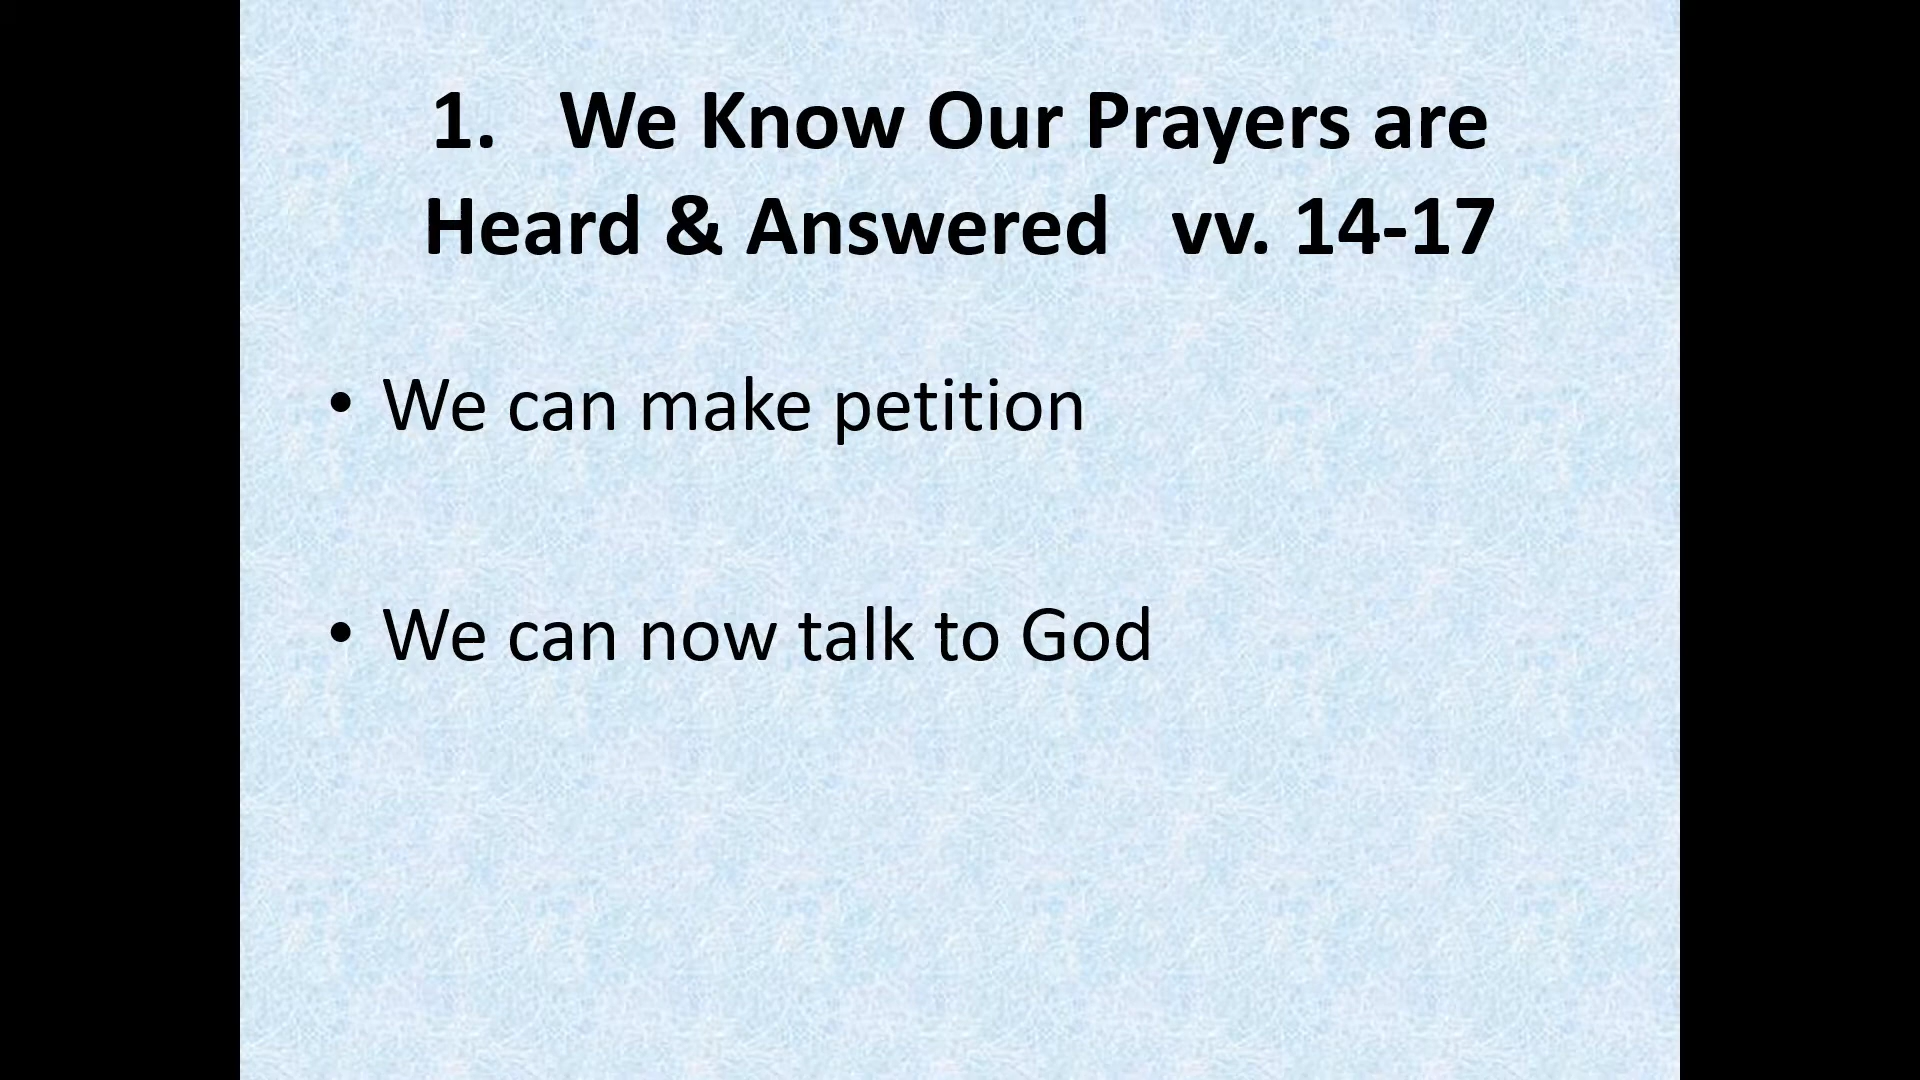 1. We Know Our Prayers are
Heard & Answered vv. 14-17
• We can make petition
• We can now talk to God